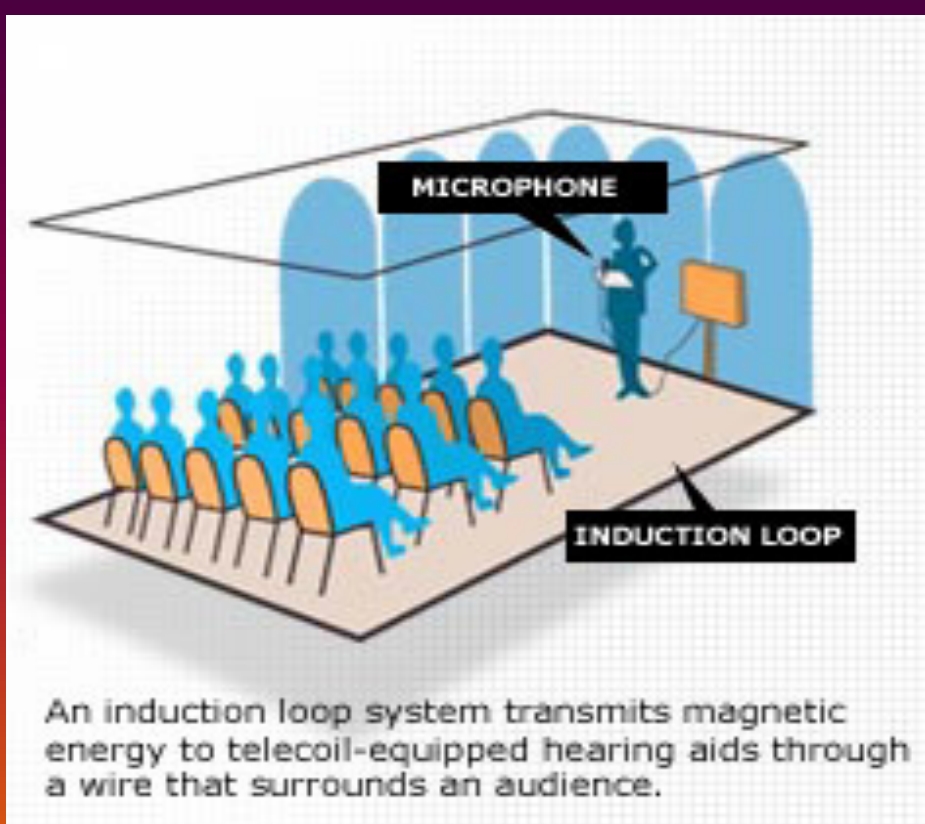 MICROPHONE
INDUCTION LOOP
An induction loop system transmits magnetic
energy to telecoil-equipped hearing aids through
a wire that surrounds an audience.